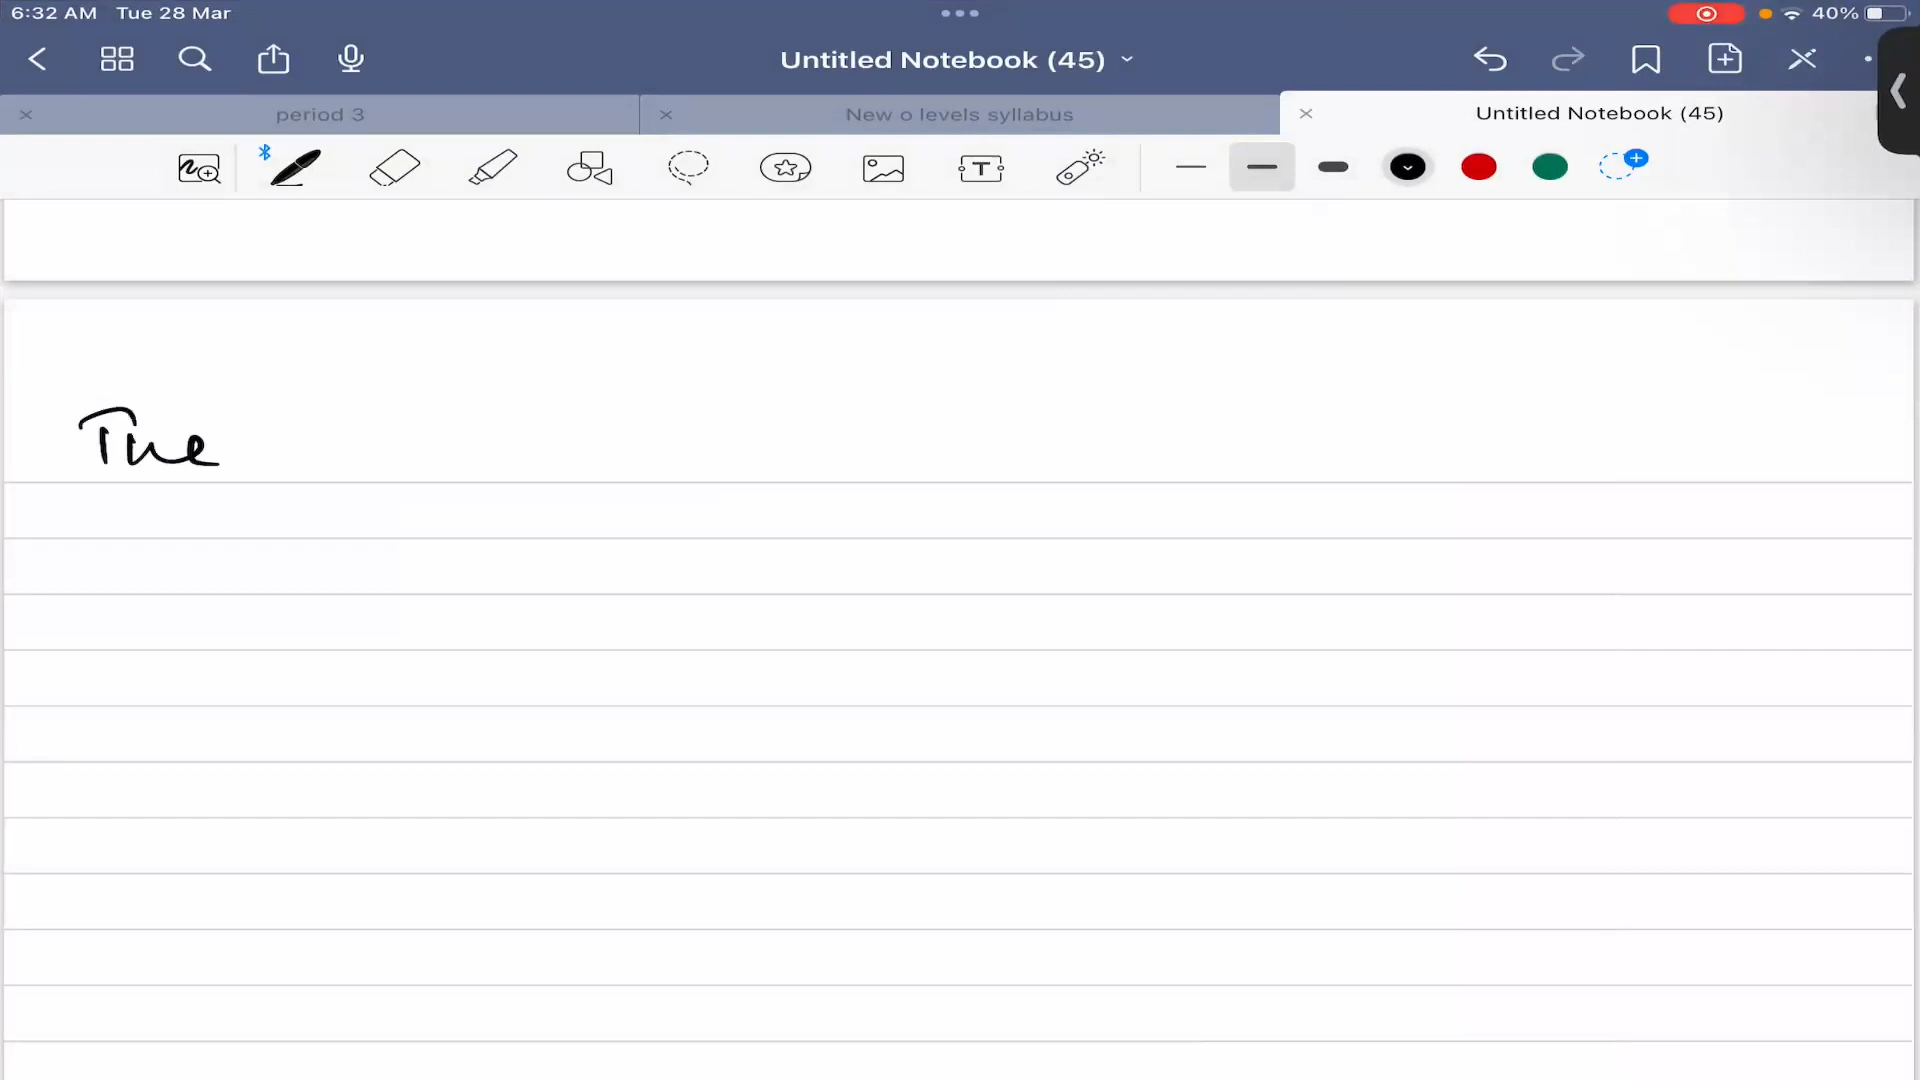 6:32 AM Tue 28 Mar
40%
Untitled Notebook (45)
period 3
New o levels syllabus
Untitled Notebook (45)
T
The